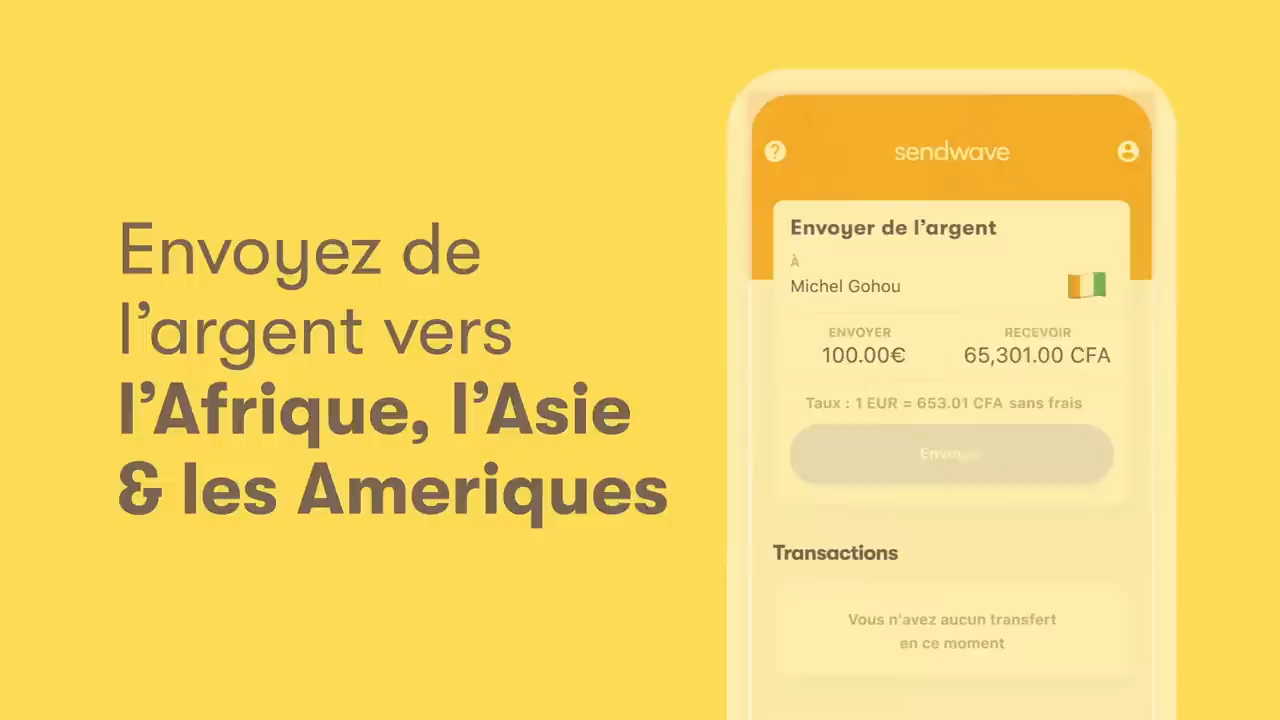 Envoyez de
l'argent vers
l'Afrique, l'Asie
& les Ameriques
sendwave
Envoyer de l'argent
À
Michel Gohou
ENVOYER RECEVOIR
100.00€ 65,301.00 CFA
Taux : 1 EUR = 653.01 CFA sans frais
Envoyer
Transactions
Vous n'avez aucun transfert
en ce moment